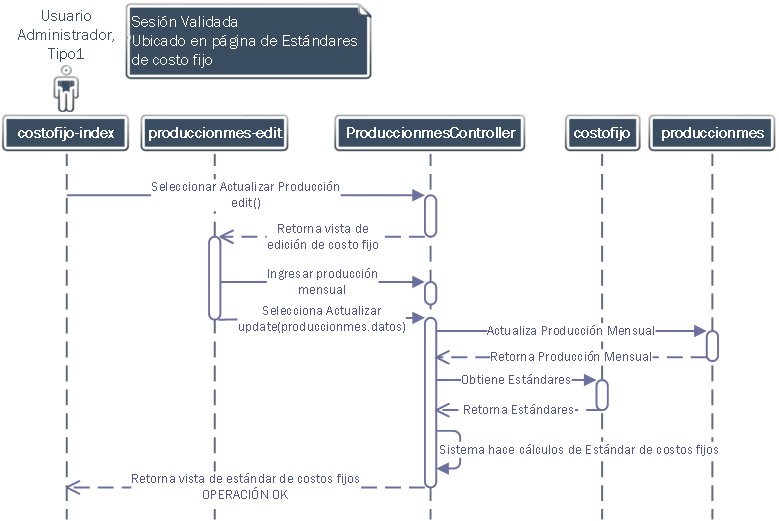 Usuario
Administrador,
Tipo1
Sesión Validada
Ubicado en página de Estándares
de costo fijo
costofijo-index
produccionmes-edit
ProduccionmesController
costofijo
produccionmes
Seleccionar Actualizar Producción
edit()
Retorna vista de
edición de costo fijo
Ingresar producción
mensual
Selecciona Actualizar
update(produccionmes.datos)
Actualiza Producción Mensual
Retorna Producción Mensual
Obtiene Estándares
Retorna Estándares
Sistema hace cálculos de Estándar de costos fijos
Retorna vista de estándar de costos fijos
OPERACIÓN OK